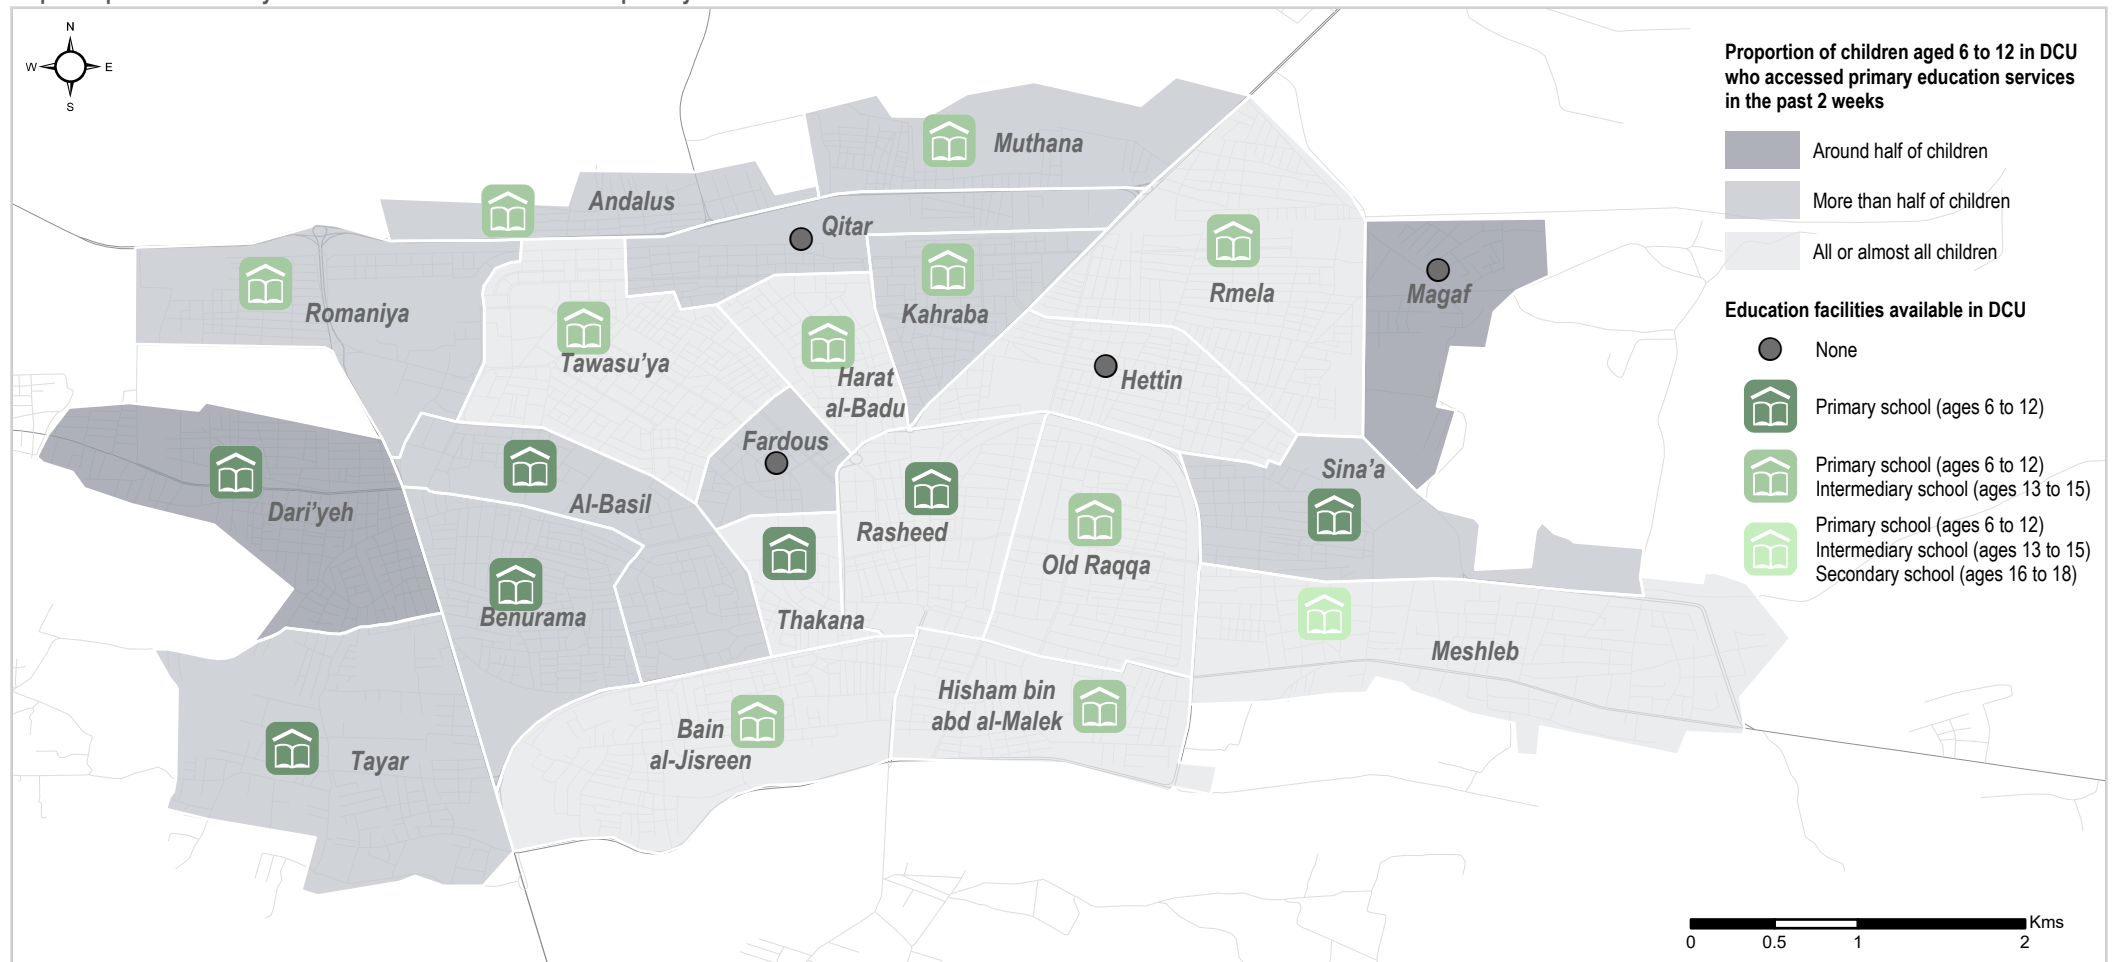 N
W E
S
Proportion of children aged 6 to 12 in DCU
who accessed primary education services
in the past 2 weeks
Around half of children
More than half of children
All or almost all children
Education facilities available in DCU
None
Primary school (ages 6 to 12)
Primary school (ages 6 to 12)
Intermediary school (ages 13 to 15)
Primary school (ages 6 to 12)
Intermediary school (ages 13 to 15)
Secondary school (ages 16 to 18)
Muthana
Andalus
Qitar
Romaniya
Tawasu'ya
Harat
al-Badu
Kahraba
Rmela
Magaf
Hettin
Fardous
Sina'a
Dari'yeh
Al-Basil
Rasheed
Old Raqqa
Benurama
Thakana
Meshleb
Hisham bin
abd al-Malek
Bain
al-Jisreen
Tayar
Kms
0 0.5 1 2